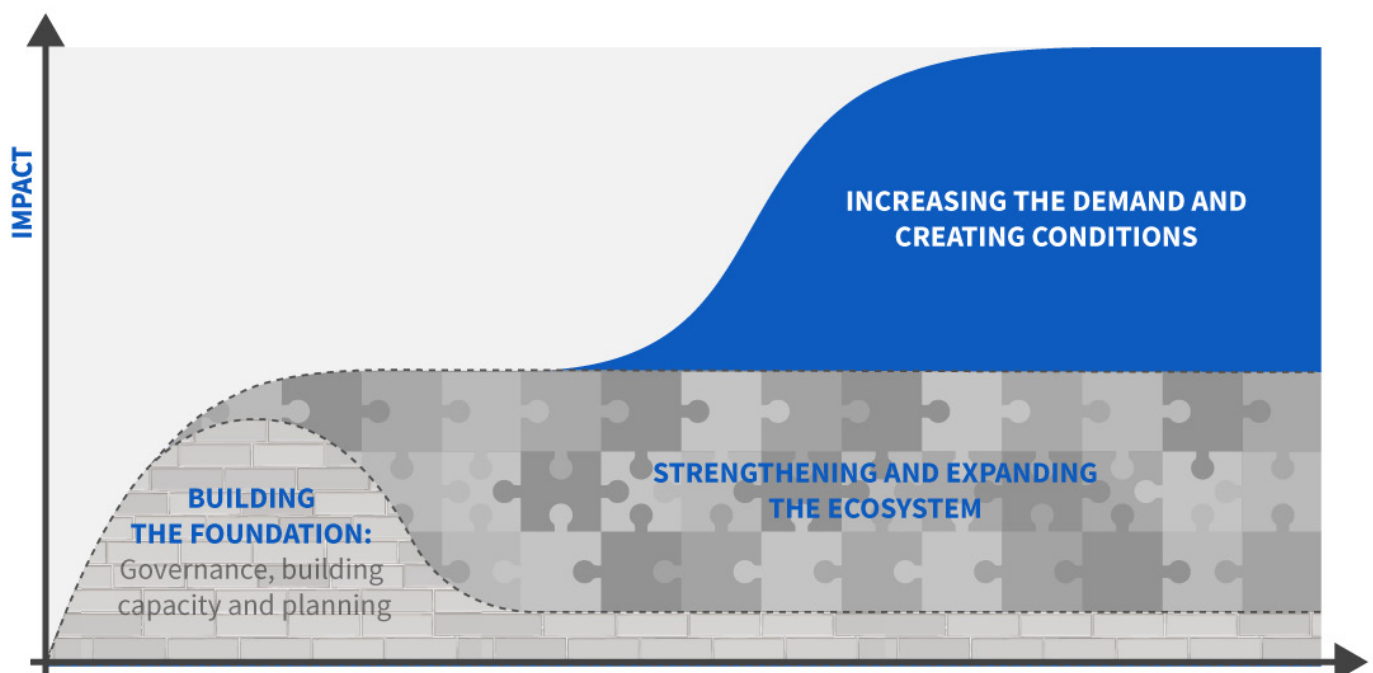 IMPACT
INCREASING THE DEMAND AND
CREATING CONDITIONS
STRENGTHENING AND EXPANDING
THE ECOSYSTEM
BUILDING
THE FOUNDATION:
Governance, building
capacity and planning